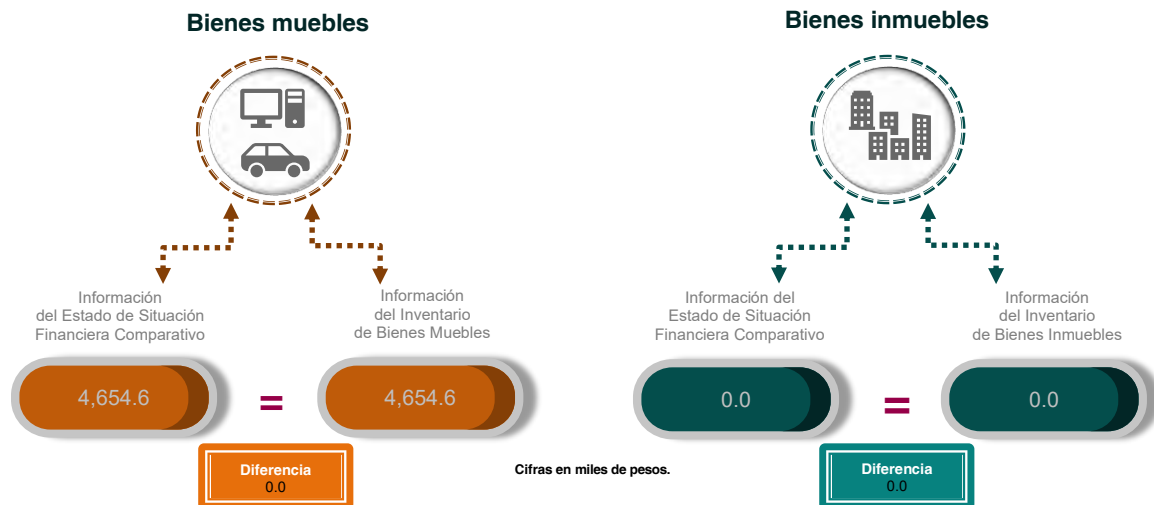 Bienes muebles
Información
del Estado de Situación
Financiera Comparativo
Información
del Inventario
de Bienes Muebles
4,654.6
=
4,654.6
Diferencia
0.0
Cifras en miles de pesos.
Bienes inmuebles
Información del
Estado de Situación
Financiera Comparativo
Información
del Inventario
de Bienes Inmuebles
0.0
=
0.0
Diferencia
0.0